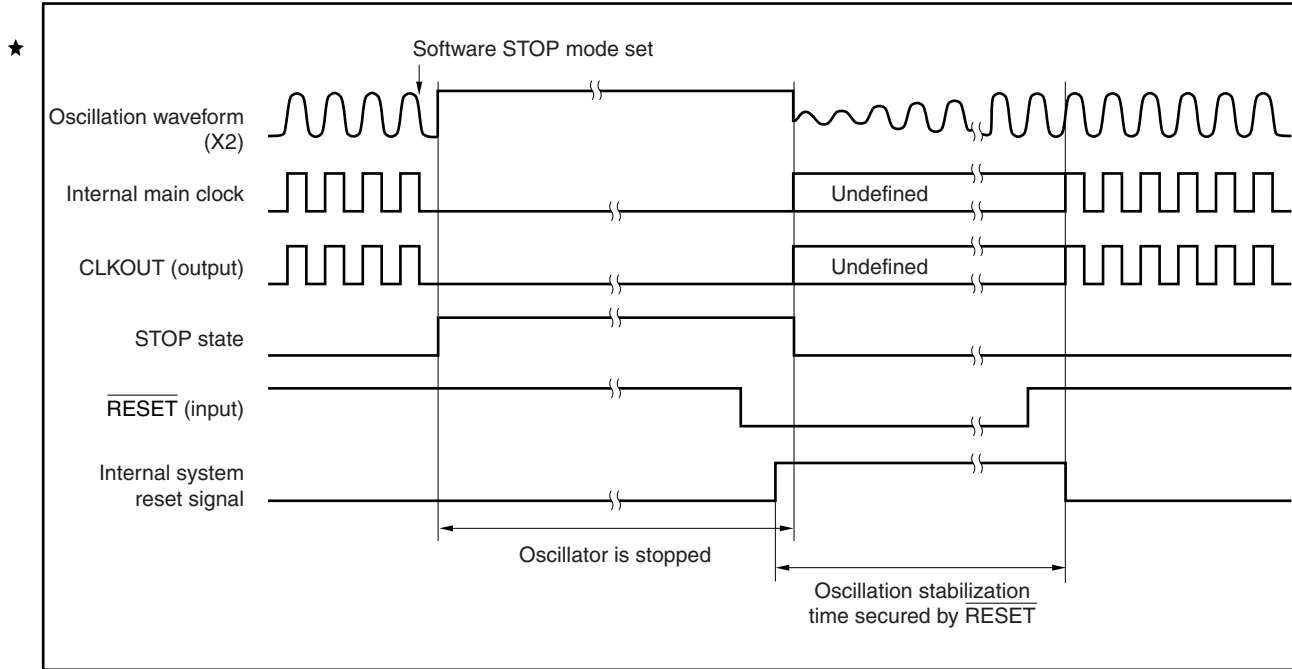 ★
Software STOP mode set
Oscillation waveform
(X2)
Internal main clock
Undefined
CLKOUT (output)
Undefined
STOP state
RESET (input)
Internal system
reset signal
Oscillator is stopped
Oscillation stabilization
time secured by RESET